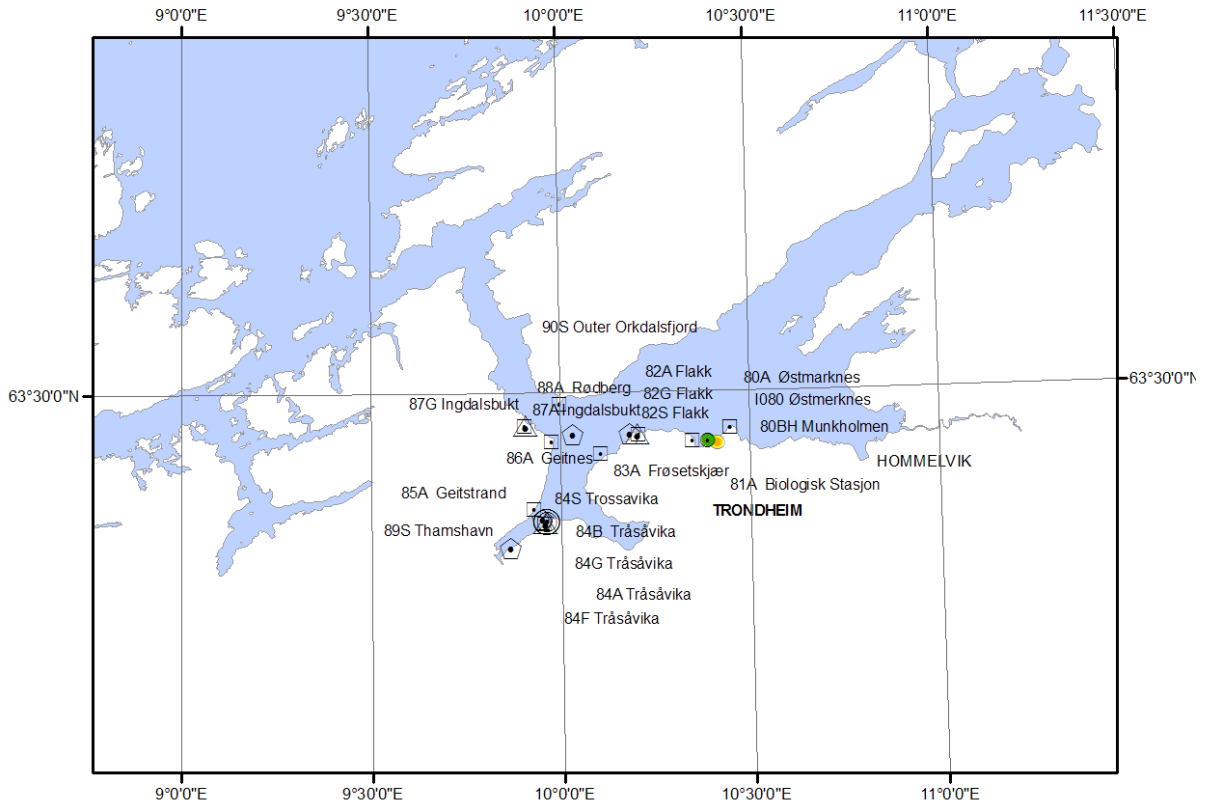 9°0'0"E
9°30'0"E
10°0'0"E
10°30'0"E
11°0'0"E
11°30'0"E
90S Outer Orkdalsfjord
82A Flakk
80A Østmarknes
63°30'0"N
63°30'0"N
88A Rødberg
82G Flakk
I080 Østmerknes
87G Ingdalsbukt
87A Ingdalsbukt
82S Flakk
80BH Munkholmen
86A Geitnes
HOMMELVIK
83A Frøsetskjær
81A Biologisk Stasjon
85A Geitstrand
84S Trossavika
TRONDHEIM
89S Thamshavn
84B Tråsåvika
84G Tråsåvika
84A Tråsåvika
84F Tråsåvika
9°0'0"E
9°30'0"E
10°0'0"E
10°30'0"E
11°0'0"E